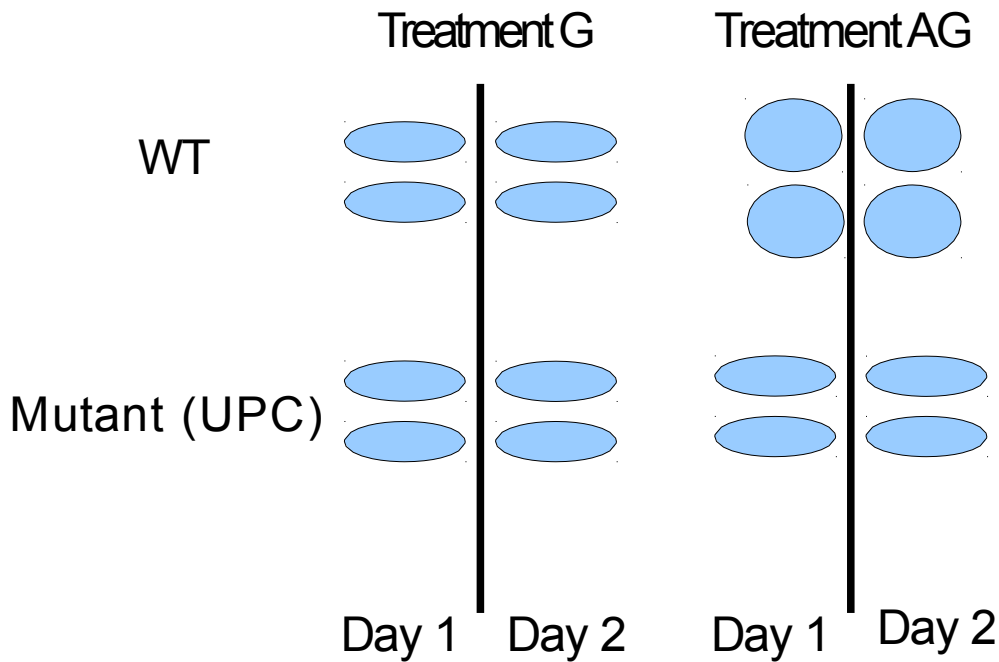 Treatment G
Treatment AG
WT
Mutant (UPC)
Day 1
Day 2
Day 1
Day 2